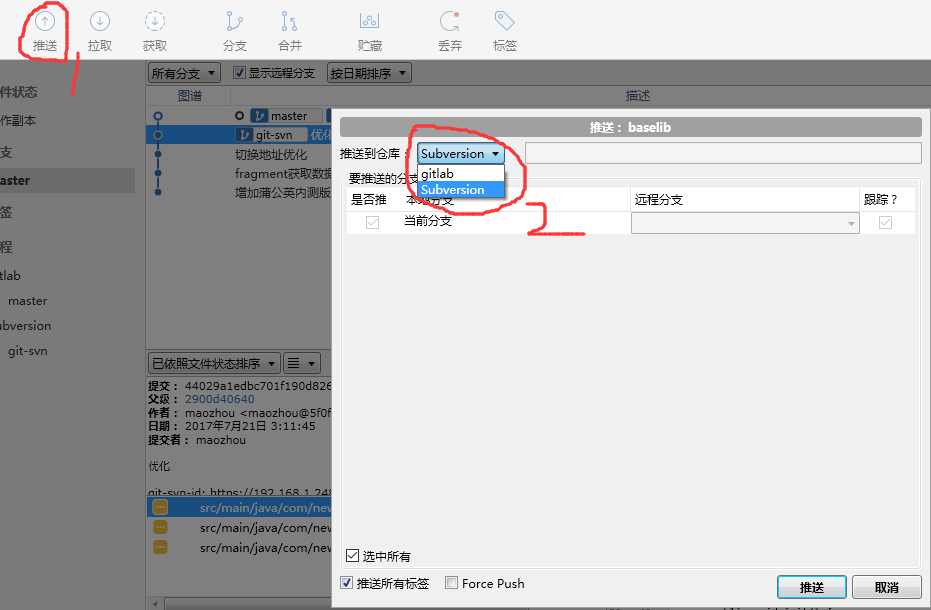 推送 拉取 获取 分支 合并 贮藏 丢弃 标签
件状态
作副本
支
aster
签
程
tlab
master
ubversion
git-svn
所有分支 显示远程分支 按日期排序
图谱 描述
master
git-svn 优化
切换地址优化
fragment获取数据
增加蒲公英内测版
已依照文件状态排序
提交： 44029a1edbc701f190d826
父级： 2900d40640
作者： maozhou <maozhou@5f0f
日期： 2017年7月21日 3:11:45
提交者： maozhou
优化
git-svn-id: https://192.168.1.24
src/main/java/com/new
src/main/java/com/new
src/main/java/com/new
推送：baselib
推送到仓库： Subversion
gitlab
Subversion
要推送的分支
是否推 本地分支 远程分支 跟踪？
当前分支
选中所有
推送所有标签 Force Push
推送 取消
1
2